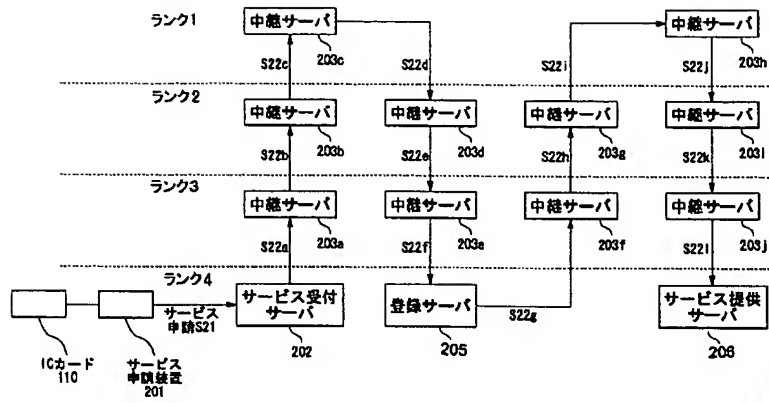 ランク1
中継サーバ
203c
中継サーバ
203h
S22c
S22d
S22i
S22j
ランク2
中継サーバ
203b
中継サーバ
203d
中継サーバ
203g
中継サーバ
203i
S22b
S22e
S22h
S22k
ランク3
中継サーバ
203a
中継サーバ
203e
中継サーバ
203f
中継サーバ
203j
S22a
S22f
S22l
ランク4
サービス受付
サーバ
202
登録サーバ
205
S22g
サービス提供
サーバ
206
サービス
申請S21
ICカード
110
サービス
申請装置
201